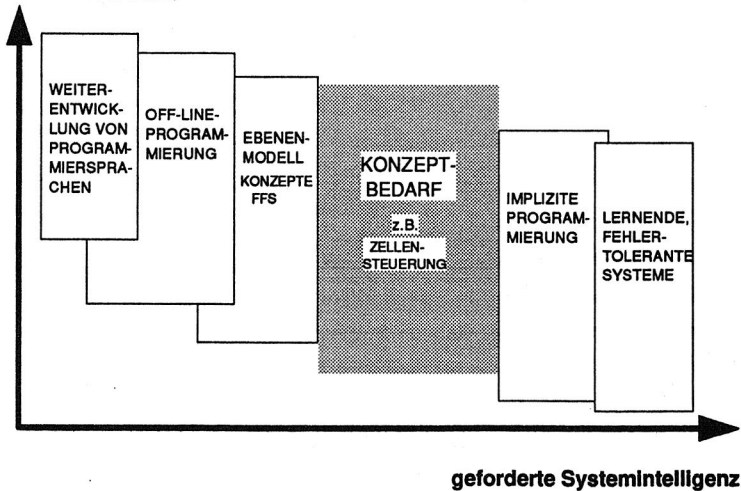 WEITER-
ENTWICK-
LUNG VON
PROGRAM-
MIERSPRA-
CHEN
OFF-LINE-
PROGRAM-
MIERUNG
EBENEN-
MODELL
KONZEPTE
FFS
KONZEPT-
BEDARF
z.B.
ZELLEN-
STEUERUNG
IMPLIZITE
PROGRAM-
MIERUNG
LERNENDE,
FEHLER-
TOLERANTE
SYSTEME
geforderte Systemintelligenz